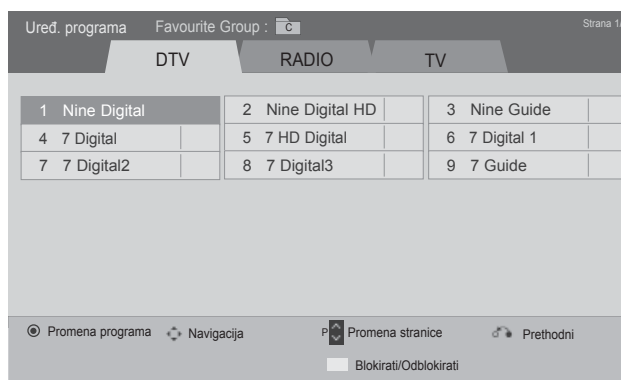 Uređ. programa Favourite Group : C Strana 1/
DTV RADIO TV
1 Nine Digital 2 Nine Digital HD 3 Nine Guide
4 7 Digital 5 7 HD Digital 6 7 Digital 1
7 7 Digital2 8 7 Digital3 9 7 Guide
Promena programa Navigacija P Promena stranice Prethodni
Blokirati/Odblokirati